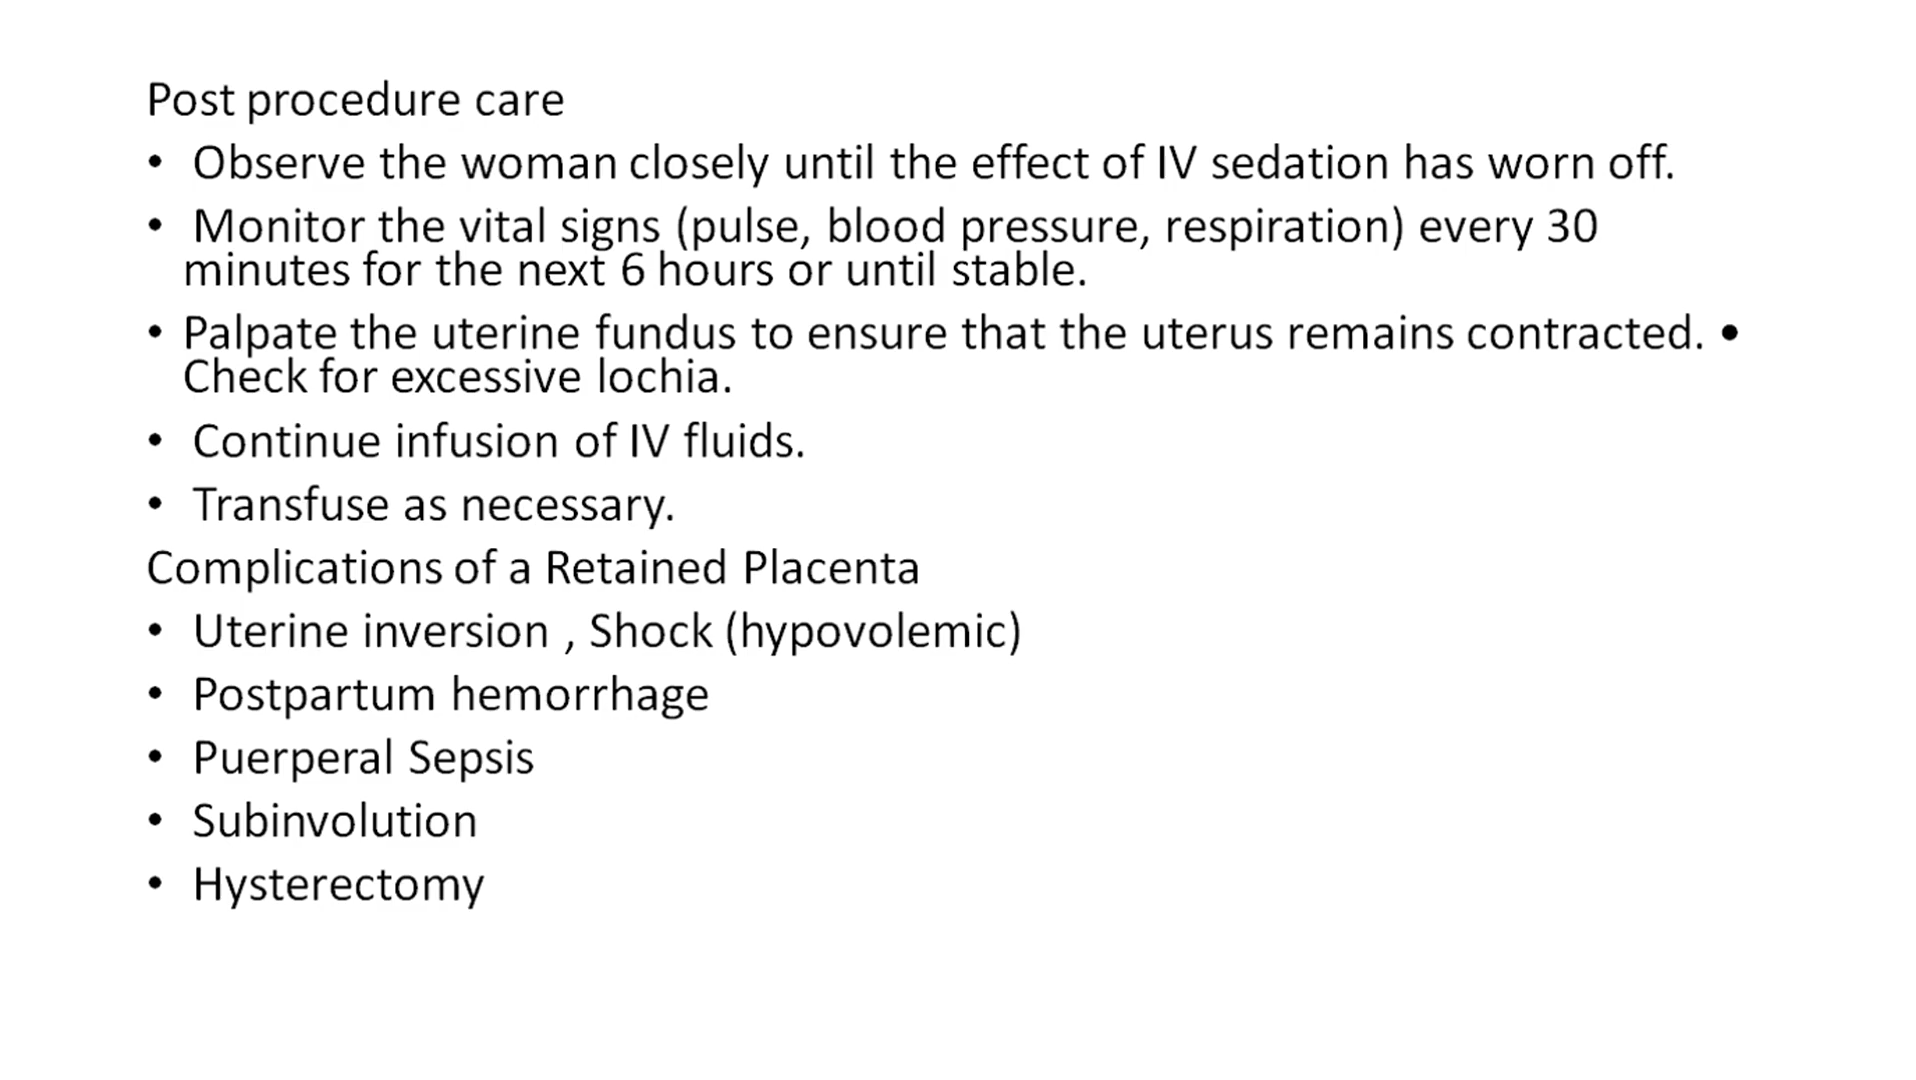 Post procedure care
• Observe the woman closely until the effect of IV sedation has worn off.
• Monitor the vital signs (pulse, blood pressure, respiration) every 30
minutes for the next 6 hours or until stable.
• Palpate the uterine fundus to ensure that the uterus remains contracted. •
Check for excessive lochia.
• Continue infusion of IV fluids.
• Transfuse as necessary.
Complications of a Retained Placenta
• Uterine inversion , Shock (hypovolemic)
• Postpartum hemorrhage
• Puerperal Sepsis
• Subinvolution
• Hysterectomy